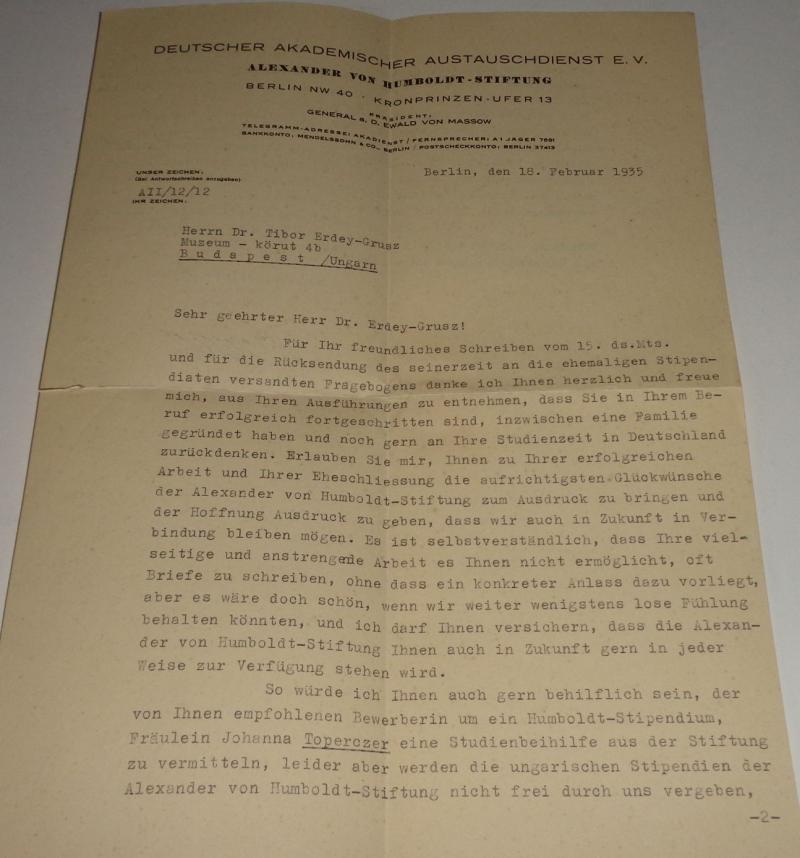 DEUTSCHER AKADEMISCHER AUSTAUSCHDIENST E. V.
ALEXANDER VON HUMBOLDT-STIFTUNG
BERLIN NW 40 · KRONPRINZEN-UFER 13
PRÄSIDENT:
GENERAL a. D. EWALD VON MASSOW
TELEGRAMM-ADRESSE: AKADIENST / FERNSPRECHER: A 1 JÄGER 7691
BANKKONTO: MENDELSSOHN & CO., BERLIN / POSTSCHECKKONTO: BERLIN 37413
UNSER ZEICHEN:
(Bei Antwortschreiben anzugeben)
AII/12/12
IHR ZEICHEN:
Berlin, den 18. Februar 1935
Herrn Dr. Tibor Erdey-Grusz
Muzeum - körut 4b
B u d a p e s t /Ungarn
Sehr geehrter Herr Dr. Erdey-Grusz!
Für Ihr freundliches Schreiben vom 15. ds.Mts.
und für die Rücksendung des seinerzeit an die ehemaligen Stipen-
diaten versandten Fragebogens danke ich Ihnen herzlich und freue
mich, aus Ihren Ausführungen zu entnehmen, dass Sie in Ihrem Be-
ruf erfolgreich fortgeschritten sind, inzwischen eine Familie
gegründet haben und noch gern an Ihre Studienzeit in Deutschland
zurückdenken. Erlauben Sie mir, Ihnen zu Ihrer erfolgreichen
Arbeit und Ihrer Eheschliessung die aufrichtigsten Glückwünsche
der Alexander von Humboldt-Stiftung zum Ausdruck zu bringen und
der Hoffnung Ausdruck zu geben, dass wir auch in Zukunft in Ver-
bindung bleiben mögen. Es ist selbstverständlich, dass Ihre viel-
seitige und anstrengende Arbeit es Ihnen nicht ermöglicht, oft
Briefe zu schreiben, ohne dass ein konkreter Anlass dazu vorliegt,
aber es wäre doch schön, wenn wir weiter wenigstens lose Fühlung
behalten könnten, und ich darf Ihnen versichern, dass die Alexan-
der von Humboldt-Stiftung Ihnen auch in Zukunft gern in jeder
Weise zur Verfügung stehen wird.
So würde ich Ihnen auch gern behilflich sein, der
von Ihnen empfohlenen Bewerberin um ein Humboldt-Stipendium,
Fräulein Johanna Toperczer eine Studienbeihilfe aus der Stiftung
zu vermitteln, leider aber werden die ungarischen Stipendien der
Alexander von Humboldt-Stiftung nicht frei durch uns vergeben,
-2-